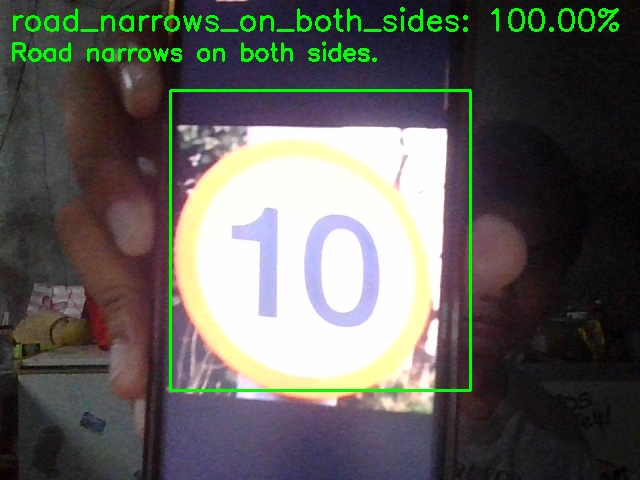 road_narrows_on_both_sides: 100.00%
Road narrows on both sides.
10